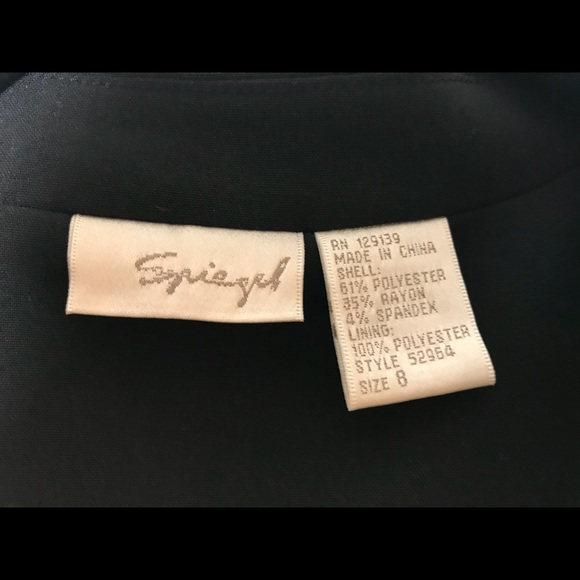 Spiegel
RN 129139
MADE IN CHINA
SHELL:
61% POLYESTER
35% RAYON
4% SPANDEX
LINING:
100% POLYESTER
STYLE 52964
SIZE 8